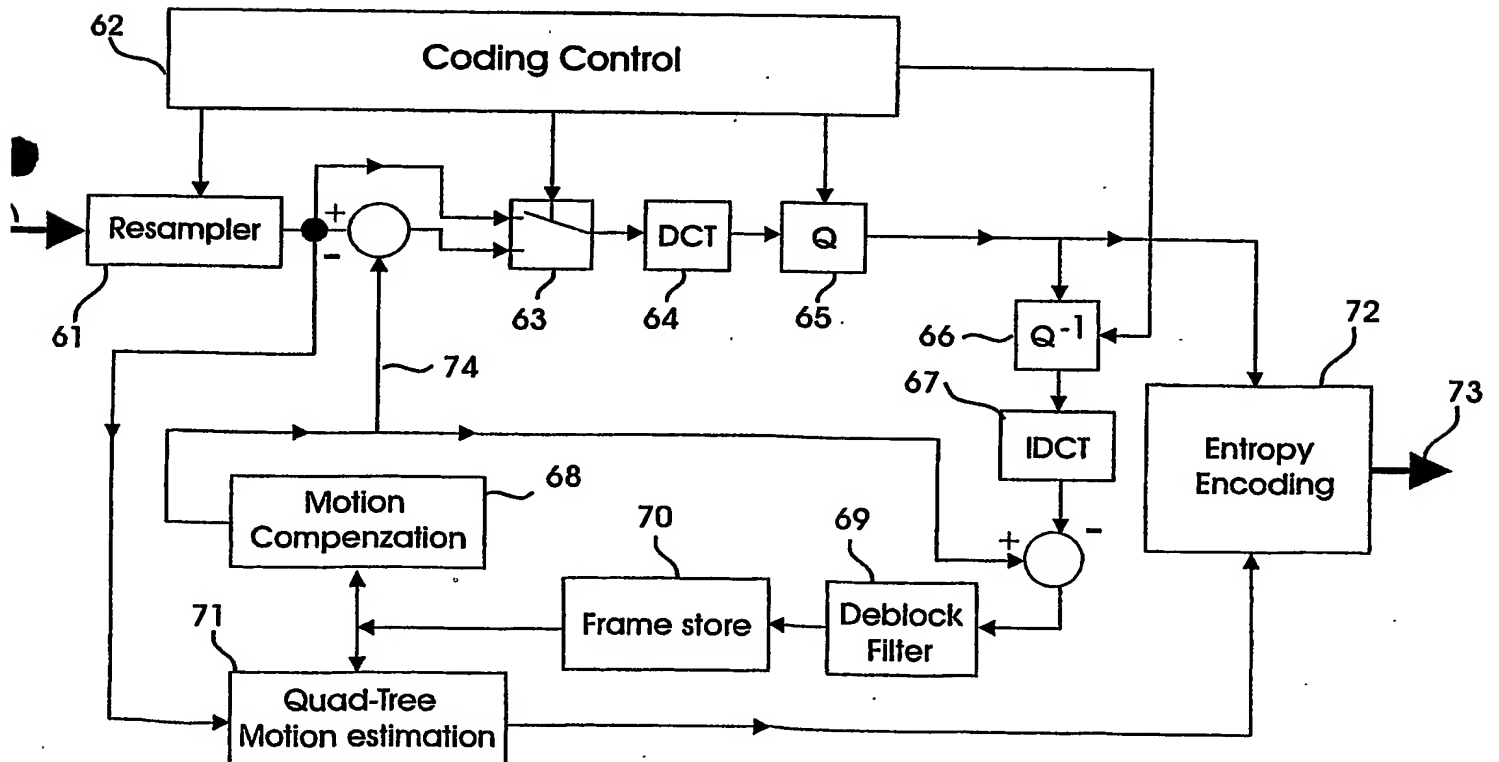 62
Coding Control
Resampler
+
-
DCT
Q
61
63
64
65
66
Q-1
72
74
67
73
IDCT
Entropy
Encoding
68
Motion
Compenzation
70
69
+
-
71
Frame store
Deblock
Filter
Quad-Tree
Motion estimation